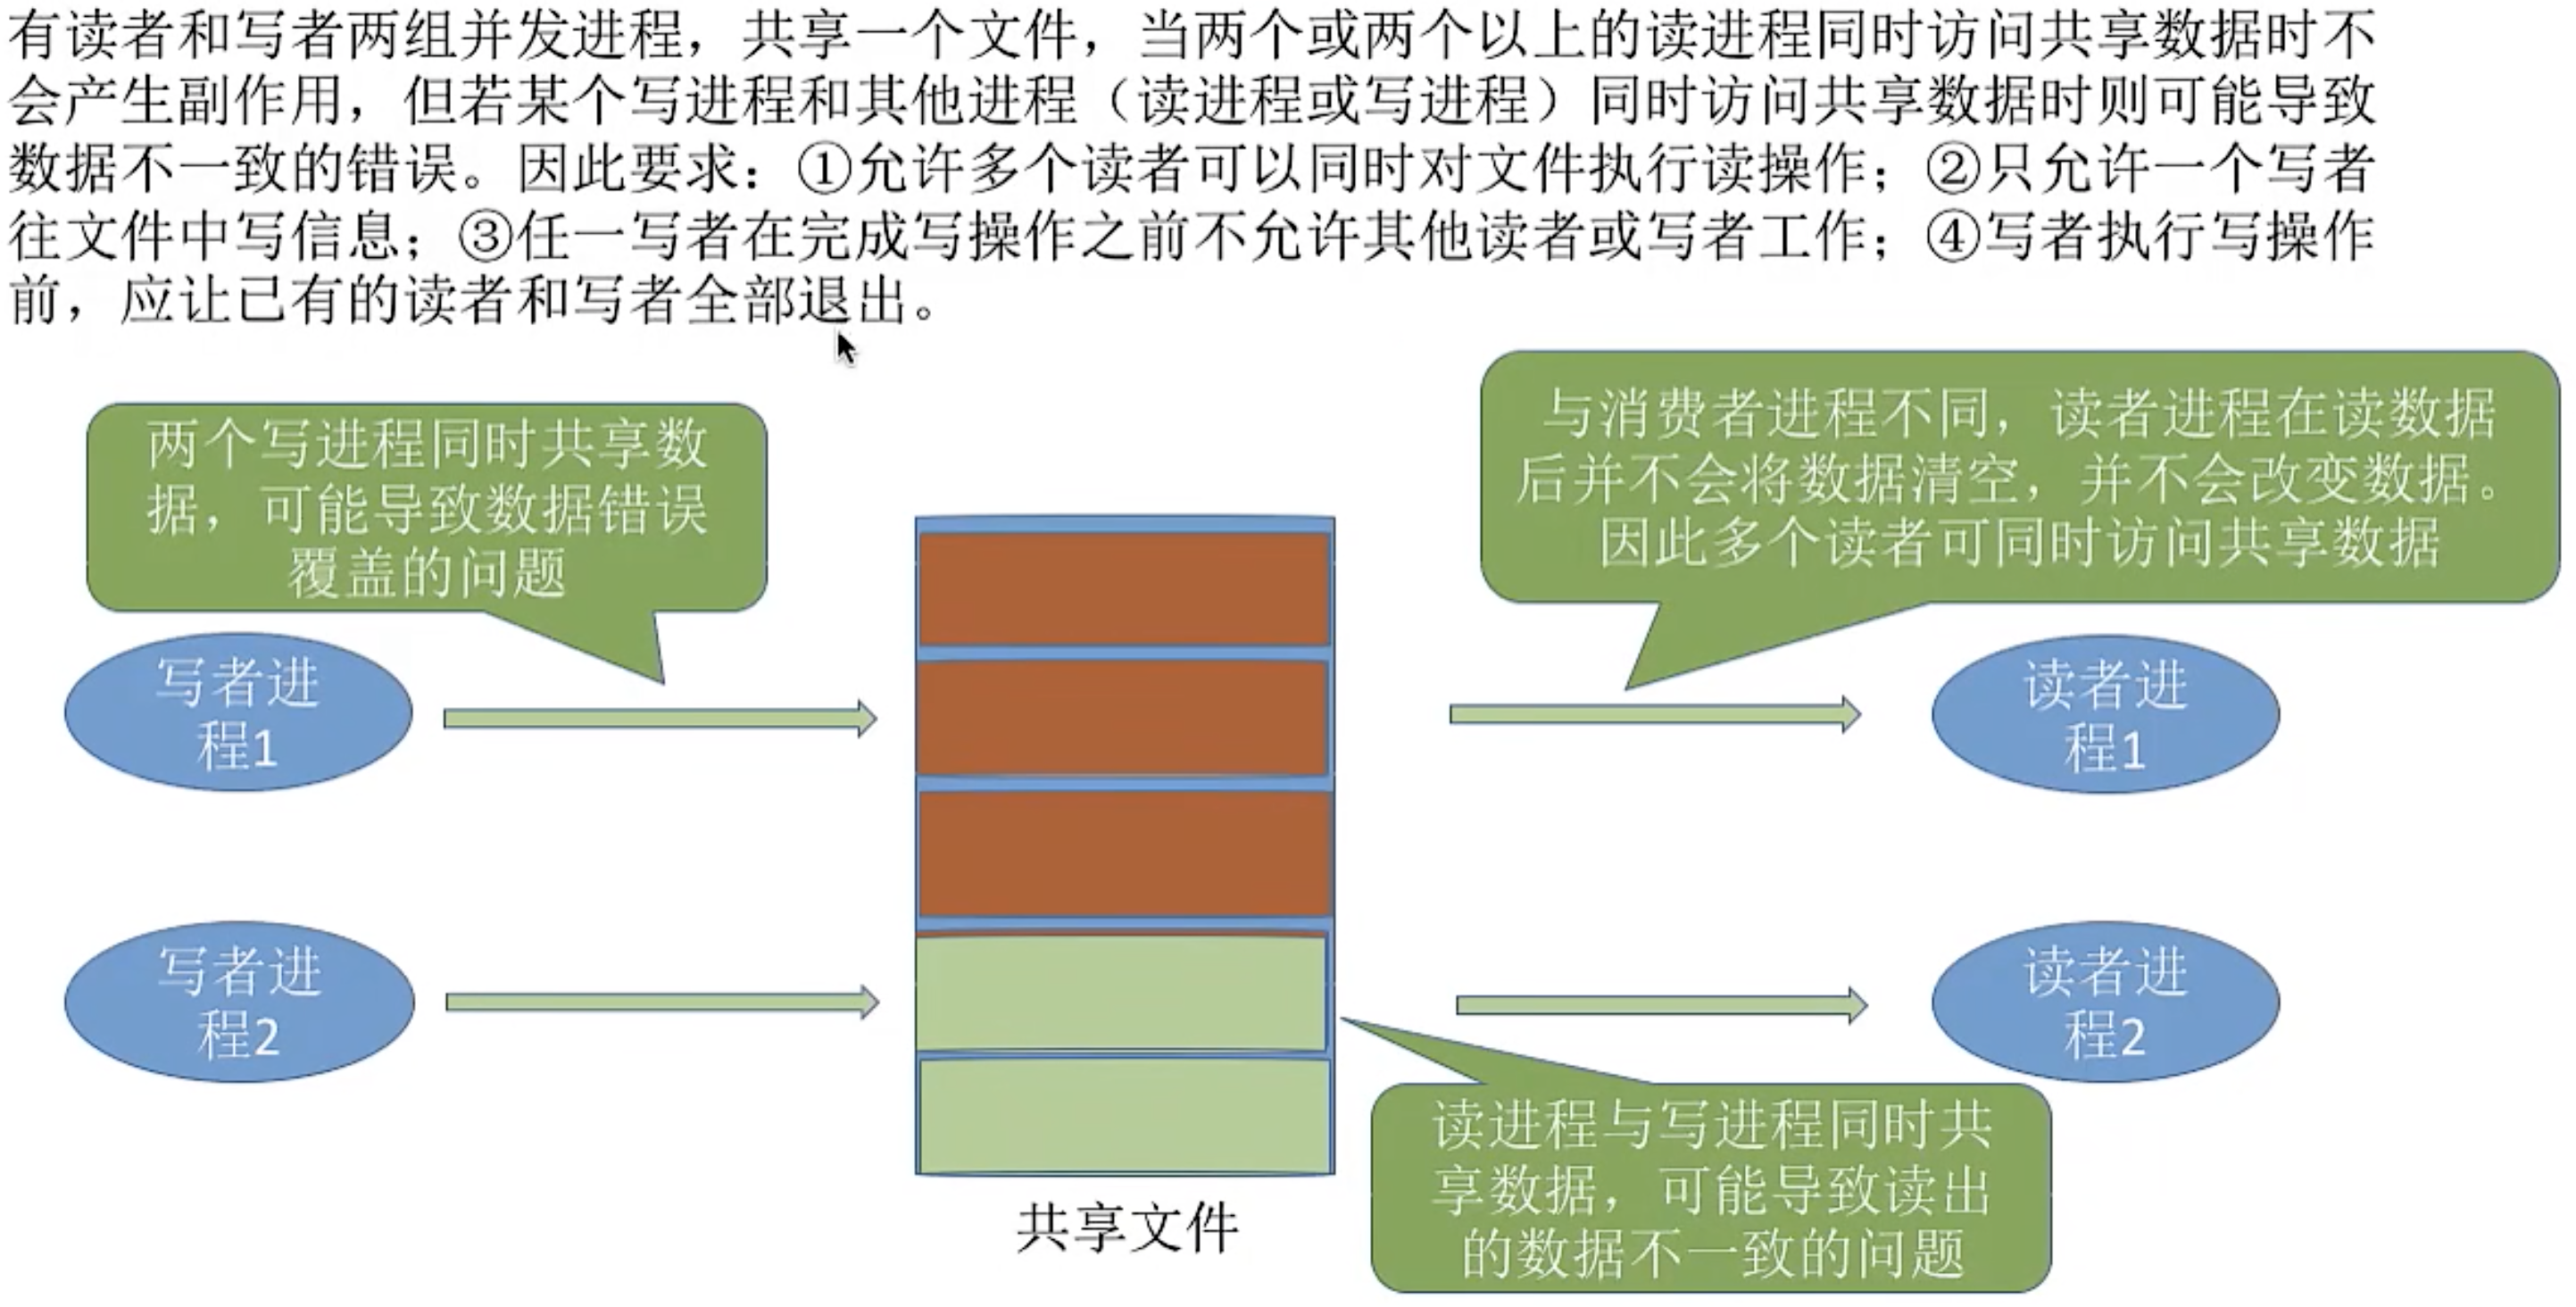 有读者和写者两组并发进程，共享一个文件，当两个或两个以上的读进程同时访问共享数据时不
会产生副作用，但若某个写进程和其他进程（读进程或写进程）同时访问共享数据时则可能导致
数据不一致的错误。因此要求：①允许多个读者可以同时对文件执行读操作；②只允许一个写者
往文件中写信息；③任一写者在完成写操作之前不允许其他读者或写者工作；④写者执行写操作
前，应让已有的读者和写者全部退出。
两个写进程同时共享数
据，可能导致数据错误
覆盖的问题
与消费者进程不同，读者进程在读数据
后并不会将数据清空，并不会改变数据。
因此多个读者可同时访问共享数据
写者进
程1
读者进
程1
写者进
程2
读者进
程2
读进程与写进程同时共
享数据，可能导致读出
的数据不一致的问题
共享文件